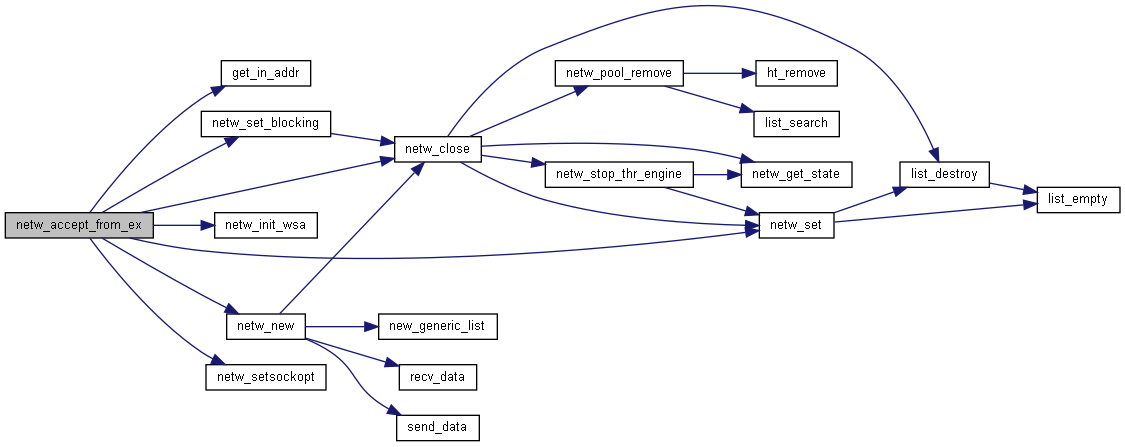 netw_accept_from_ex
get_in_addr
netw_set_blocking
netw_close
netw_init_wsa
netw_new
netw_setsockopt
netw_pool_remove
ht_remove
list_search
netw_stop_thr_engine
netw_get_state
netw_set
list_destroy
list_empty
new_generic_list
recv_data
send_data